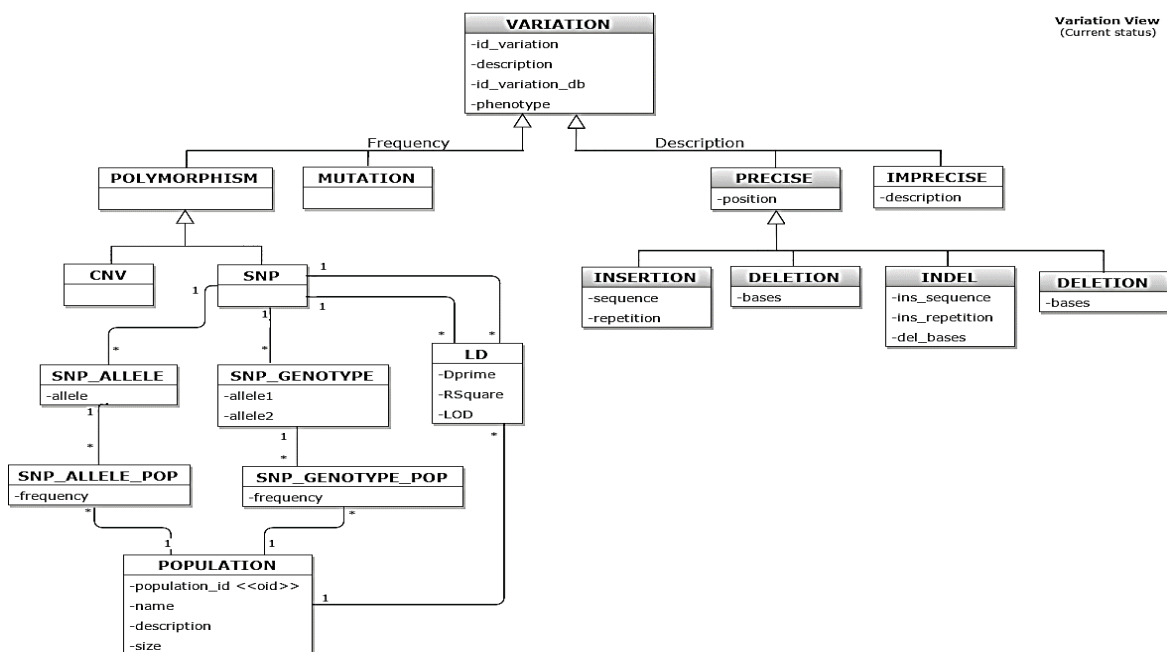 VARIATION
-id_variation
-description
-id_variation_db
-phenotype
Variation View
(Current status)
Frequency
Description
POLYMORPHISM
MUTATION
PRECISE
-position
IMPRECISE
-description
CNV
SNP
1
1
1
1
INSERTION
-sequence
-repetition
DELETION
-bases
INDEL
-ins_sequence
-ins_repetition
-del_bases
DELETION
-bases
*
*
*
*
SNP_ALLELE
-allele
SNP_GENOTYPE
-allele1
-allele2
LD
-Dprime
-RSquare
-LOD
1
*
1
*
*
SNP_ALLELE_POP
-frequency
SNP_GENOTYPE_POP
-frequency
*
*
1
1
POPULATION
-population_id <<oid>>
-name
-description
-size
1